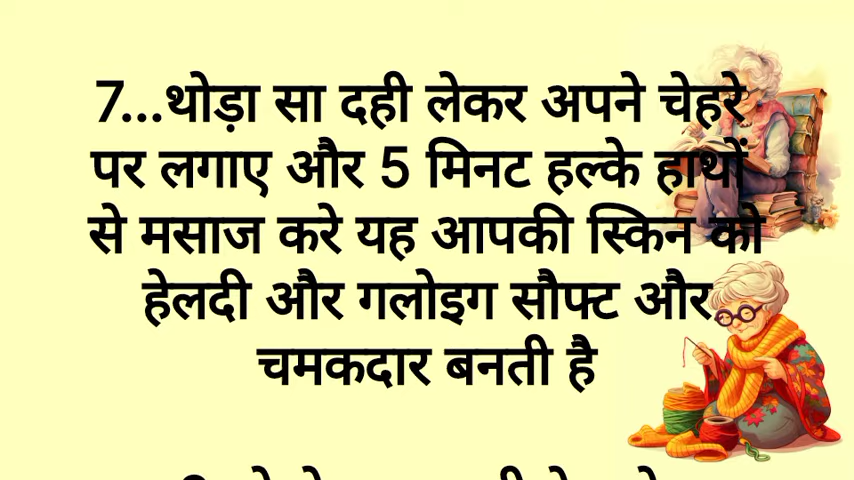 7...थोड़ा सा दही लेकर अपने चेहरे
पर लगाए और 5 मिनट हल्के हाथों
से मसाज करे यह आपकी स्किन को
हेलदी और गलोइग सौफ्ट और
चमकदार बनती है